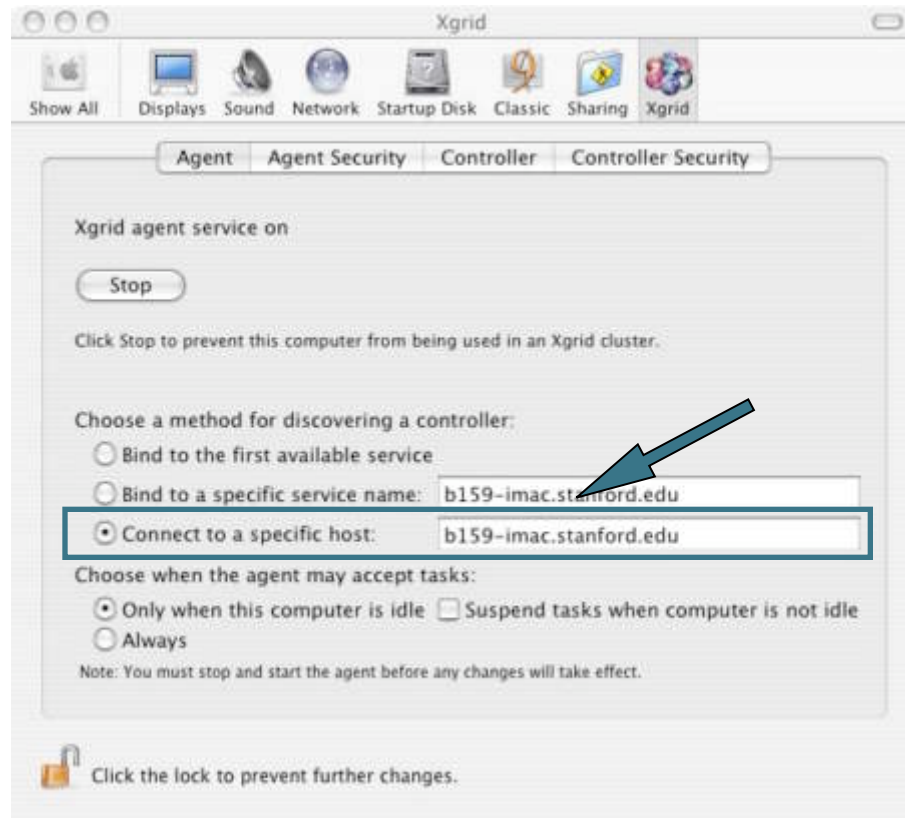 Xgrid
Show All Displays Sound Network Startup Disk Classic Sharing Xgrid
Agent Agent Security Controller Controller Security
Xgrid agent service on
Stop
Click Stop to prevent this computer from being used in an Xgrid cluster.
Choose a method for discovering a controller:
Bind to the first available service
Bind to a specific service name: b159-imac.stanford.edu
Connect to a specific host: b159-imac.stanford.edu
Choose when the agent may accept tasks:
Only when this computer is idle Suspend tasks when computer is not idle
Always
Note: You must stop and start the agent before any changes will take effect.
Click the lock to prevent further changes.